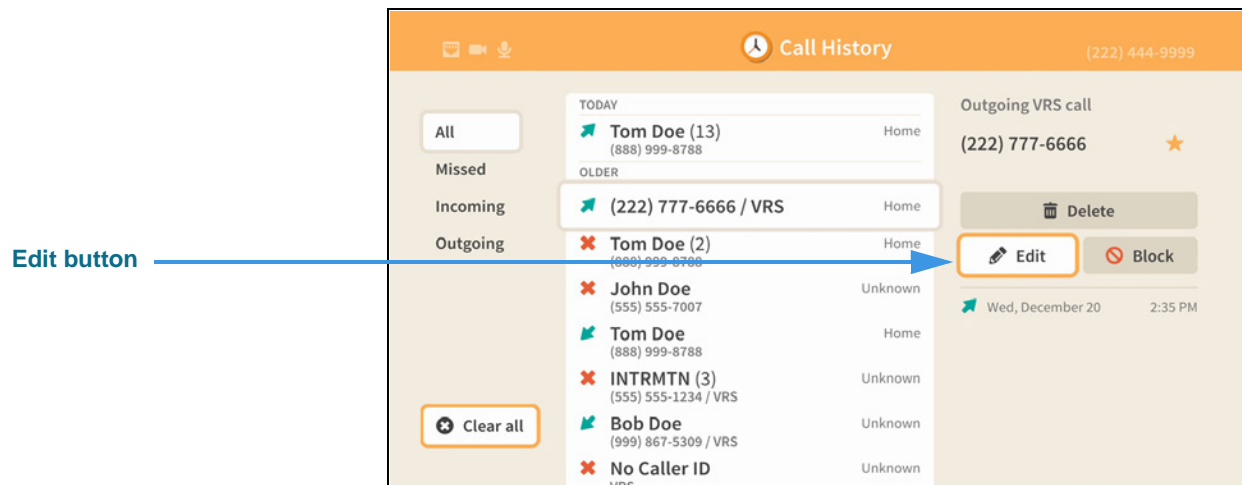 Call History
(222) 444-9999
Edit button
All
Missed
Incoming
Outgoing
Clear all
TODAY
Tom Doe (13) Home
(888) 999-8788
OLDER
(222) 777-6666 / VRS Home
Tom Doe (2) Home
(888) 999-8788
John Doe Unknown
(555) 555-7007
Tom Doe Home
(888) 999-8788
INTRMTN (3) Unknown
(555) 555-1234 / VRS
Bob Doe Unknown
(999) 867-5309 / VRS
No Caller ID Unknown
VRS
Outgoing VRS call
(222) 777-6666
Delete
Edit
Block
Wed, December 20 2:35 PM